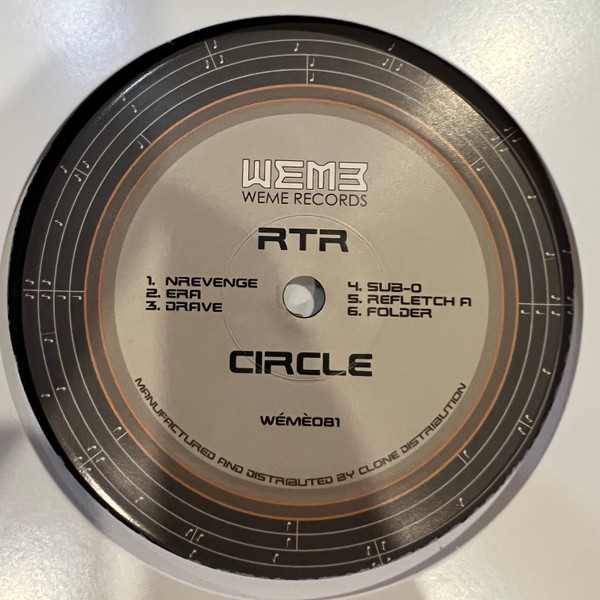 WEME
WEME RECORDS
RTR
1. NREVENGE
2. ERA
3. DRAVE
4. SUB-O
5. REFLETCH A
6. FOLDER
CIRCLE
WÉMÈ081
MANUFACTURED AND DISTRIBUTED BY CLONE DISTRIBUTION